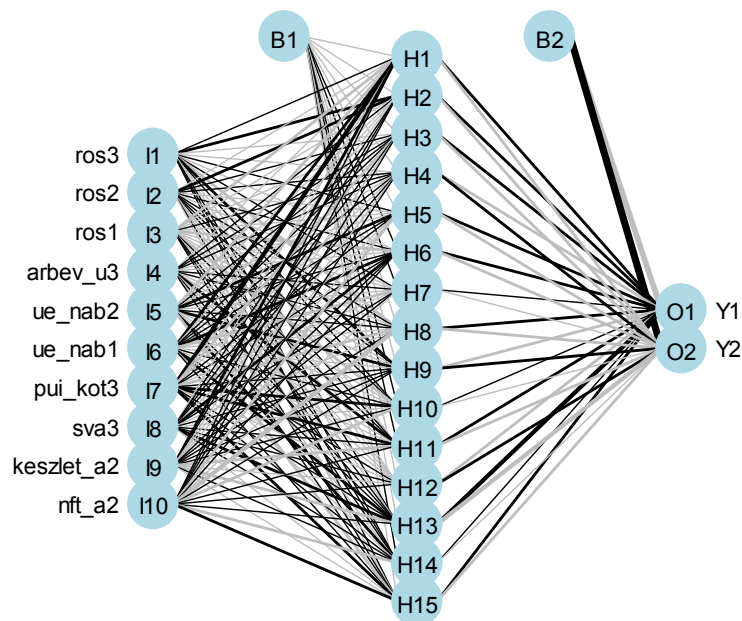 B1
B2
H1
H2
H3
H4
H5
H6
H7
H8
H9
H10
H11
H12
H13
H14
H15
ros3 I1
ros2 I2
ros1 I3
arbev_u3 I4
ue_nab2 I5
ue_nab1 I6
pui_kot3 I7
sva3 I8
keszlet_a2 I9
nft_a2 I10
O1 Y1
O2 Y2